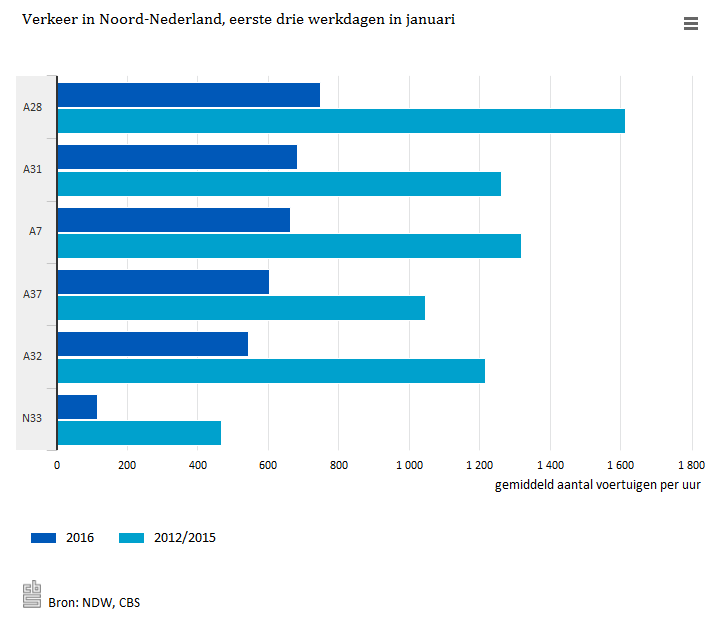 Verkeer in Noord-Nederland, eerste drie werkdagen in januari
A28
A31
A7
A37
A32
N33
0 200 400 600 800 1 000 1 200 1 400 1 600 1 800
gemiddeld aantal voertuigen per uur
2016 2012/2015
Bron: NDW, CBS